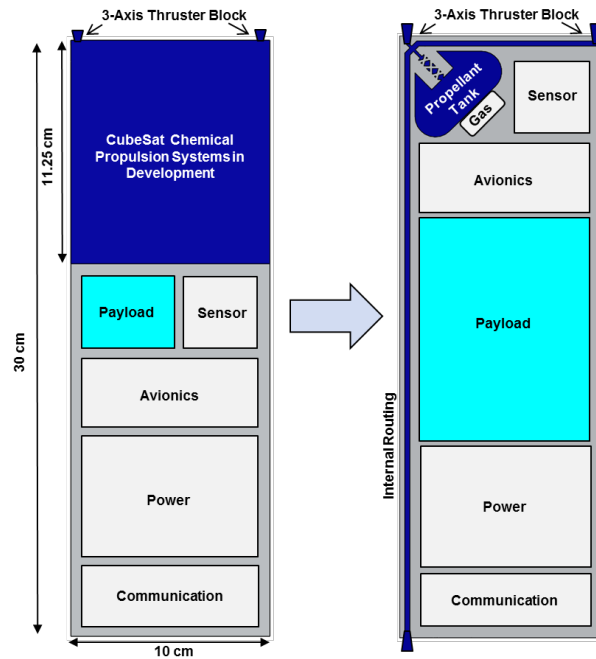 3-Axis Thruster Block
11.25 cm
CubeSat Chemical
Propulsion Systems in
Development
30 cm
Payload
Sensor
Avionics
Power
Communication
10 cm
3-Axis Thruster Block
Propellant
Tank
Gas
Sensor
Avionics
Payload
Internal Routing
Power
Communication